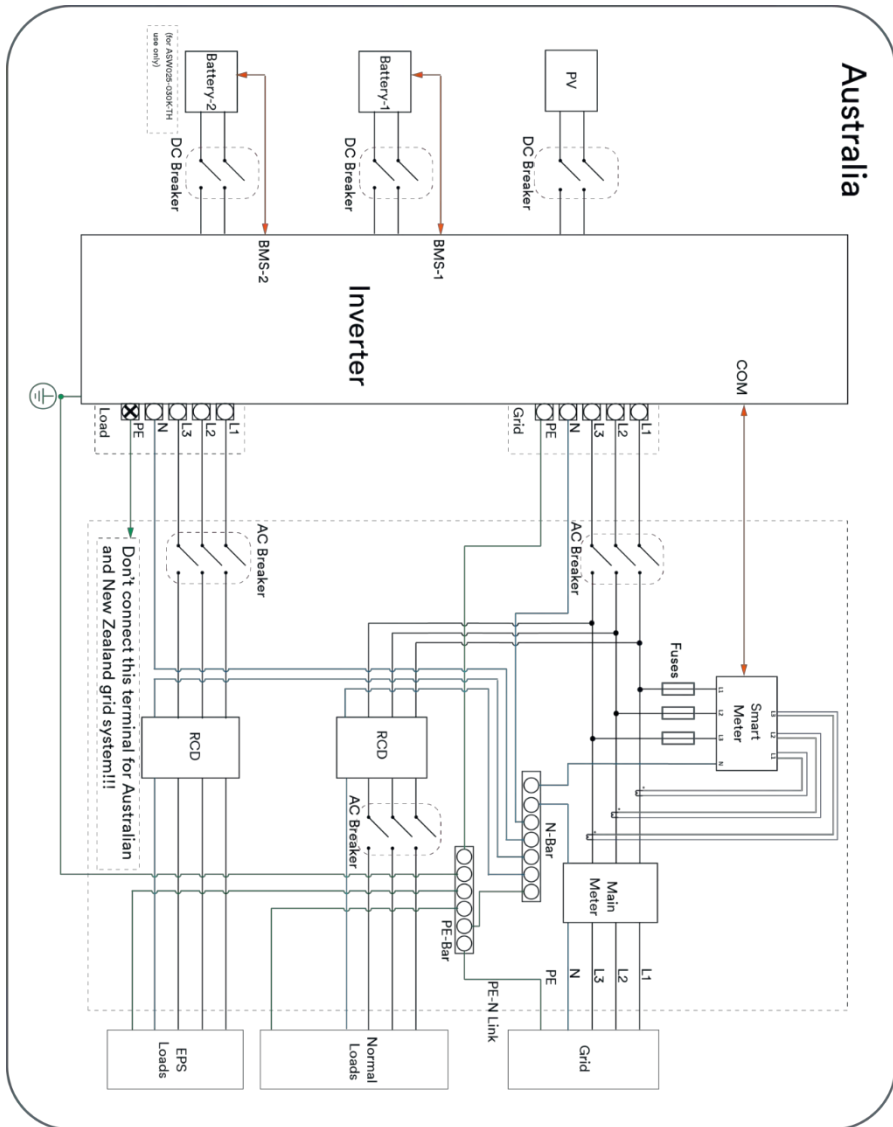 Australia
PV
Battery-1
Battery-2
(for ASW025-030K-TH
use only)
DC Breaker
DC Breaker
DC Breaker
BMS-1
BMS-2
Inverter
COM
Grid
L1
L2
L3
N
PE
Load
L1
L2
L3
N
PE
AC Breaker
AC Breaker
Don't connect this terminal for Australian
and New Zealand grid system!!!
Fuses
Smart
Meter
L1
L2
L3
N
L3
L2
L1
RCD
RCD
AC Breaker
N-Bar
PE-Bar
Main
Meter
L1
L2
L3
N
PE
PE-N Link
Grid
Normal
Loads
EPS
Loads